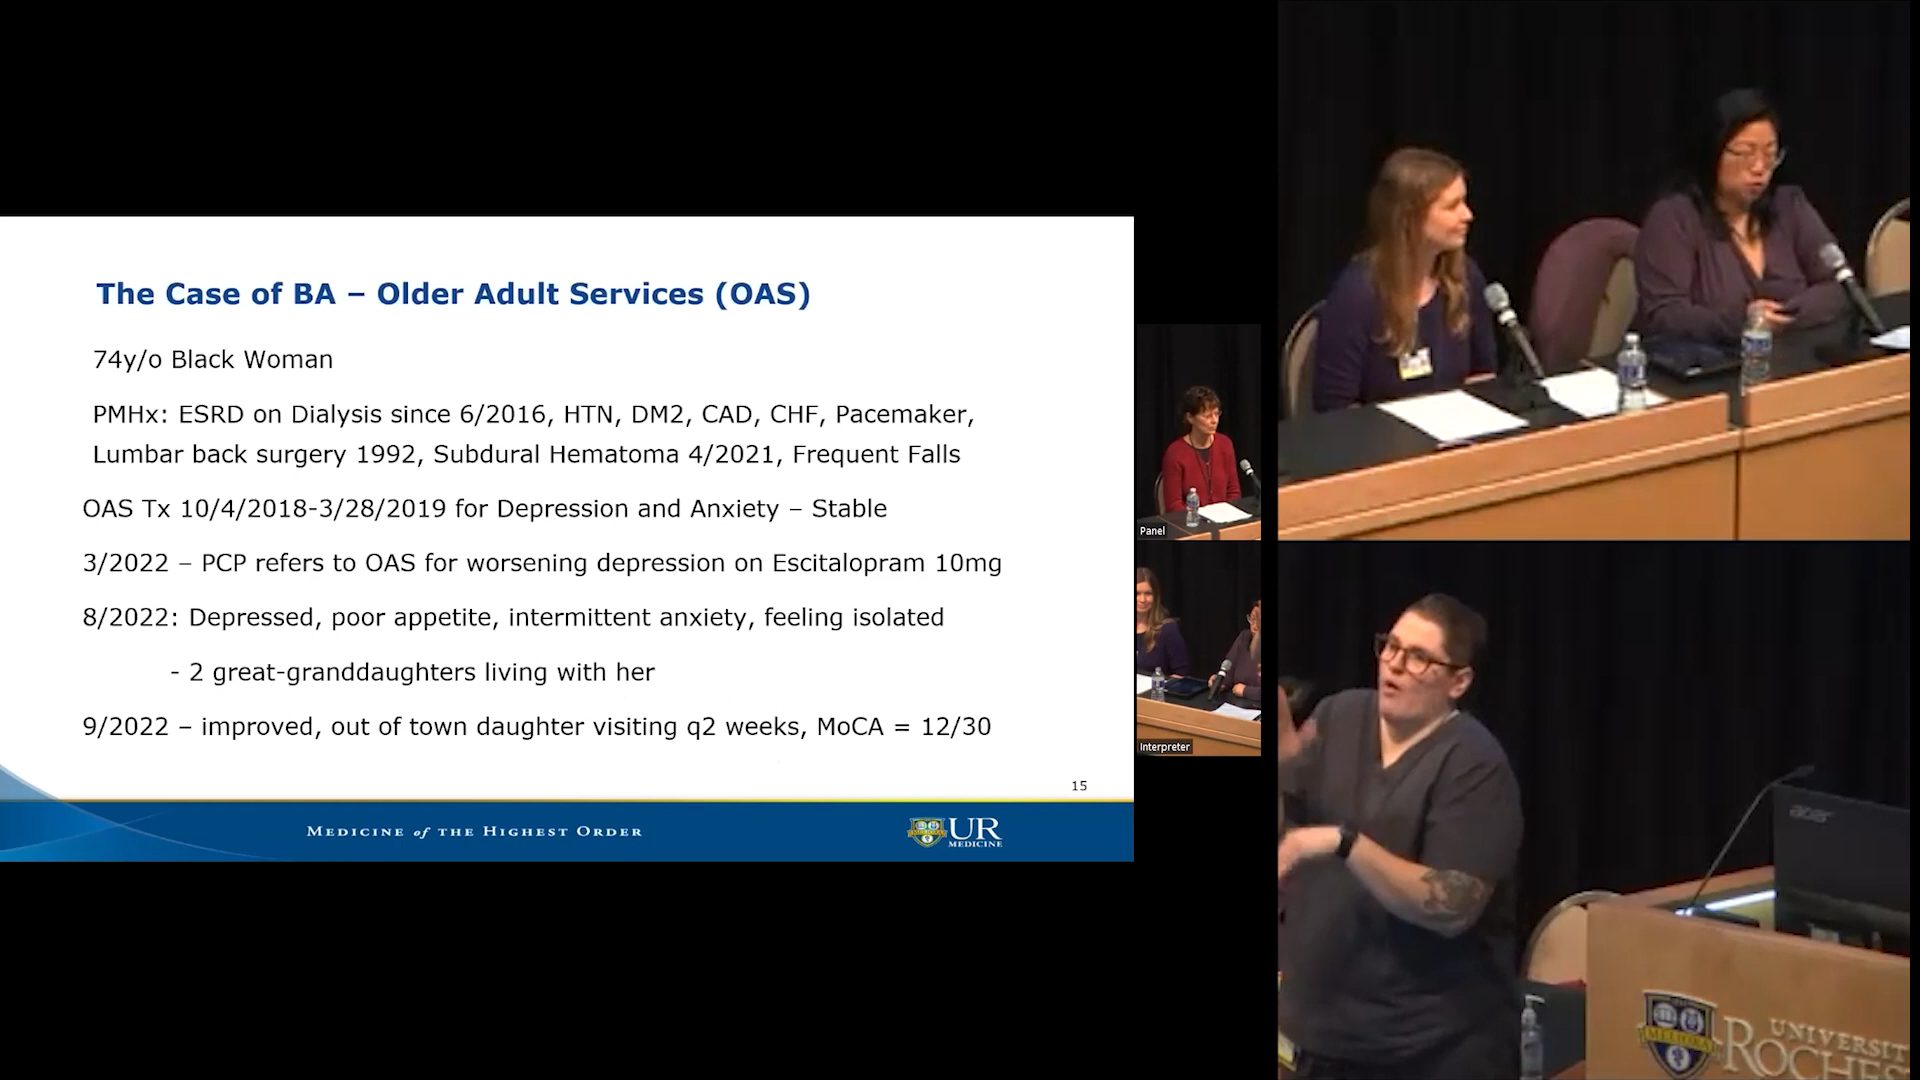 The Case of BA – Older Adult Services (OAS)
74y/o Black Woman
PMHx: ESRD on Dialysis since 6/2016, HTN, DM2, CAD, CHF, Pacemaker,
Lumbar back surgery 1992, Subdural Hematoma 4/2021, Frequent Falls
OAS Tx 10/4/2018-3/28/2019 for Depression and Anxiety – Stable
3/2022 – PCP refers to OAS for worsening depression on Escitalopram 10mg
8/2022: Depressed, poor appetite, intermittent anxiety, feeling isolated
- 2 great-granddaughters living with her
9/2022 – improved, out of town daughter visiting q2 weeks, MoCA = 12/30
15
MEDICINE of THE HIGHEST ORDER
MELIORA
UR
MEDICINE
Panel
Interpreter
acer
MELIORA
UNIVERSIT
ROCHES